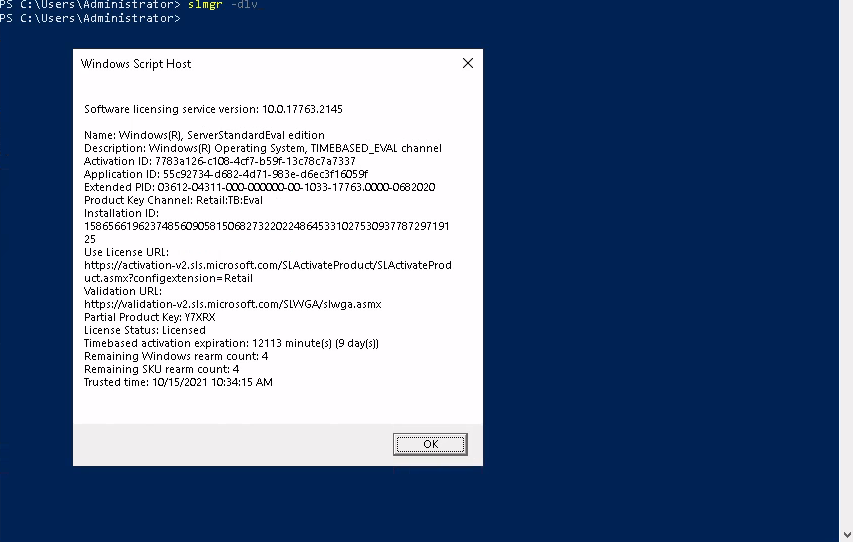 PS C:\Users\Administrator> slmgr -dlv
PS C:\Users\Administrator>
Windows Script Host
Software licensing service version: 10.0.17763.2145
Name: Windows(R), ServerStandardEval edition
Description: Windows(R) Operating System, TIMEBASED_EVAL channel
Activation ID: 7783a126-c108-4cf7-b59f-13c78c7a7337
Application ID: 55c92734-d682-4d71-983e-d6ec3f16059f
Extended PID: 03612-04311-000-000000-00-1033-17763.0000-0682020
Product Key Channel: Retail:TB:Eval
Installation ID:
158656619623748560905815068273220224864533102753093778729719​1
25
Use License URL:
https://activation-v2.sls.microsoft.com/SLActivateProduct/SLActivateProd
uct.asmx?configextension=Retail
Validation URL:
https://validation-v2.sls.microsoft.com/SLWGA/slwga.asmx
Partial Product Key: Y7XRX
License Status: Licensed
Timebased activation expiration: 12113 minute(s) (9 day(s))
Remaining Windows rearm count: 4
Remaining SKU rearm count: 4
Trusted time: 10/15/2021 10:34:15 AM
OK